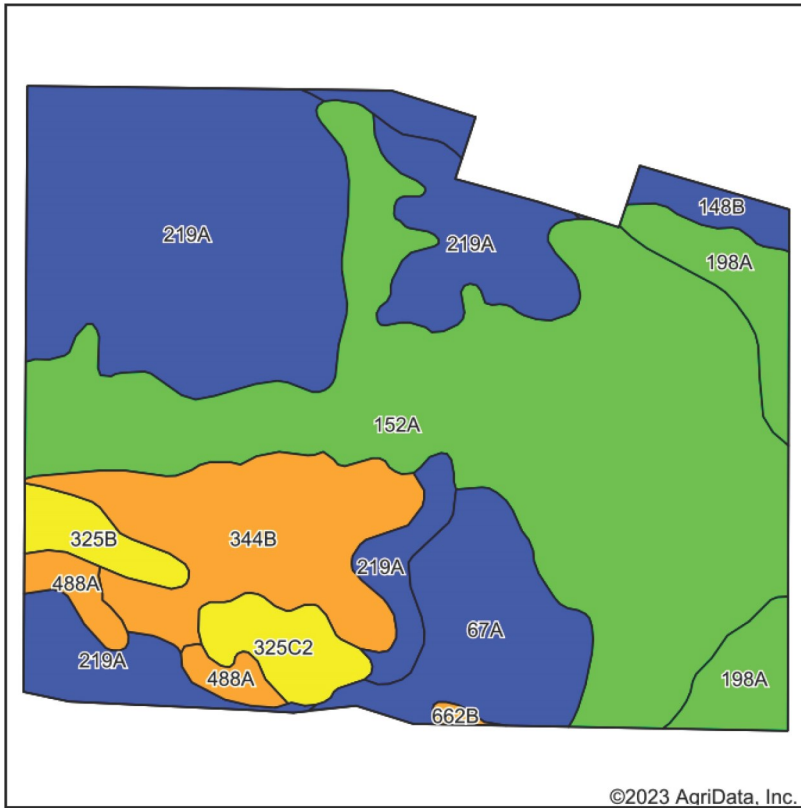 148B
219A
219A
198A
152A
325B
344B
219A
488A
67A
325C2
219A
488A
198A
662B
©2023 AgriData, Inc.